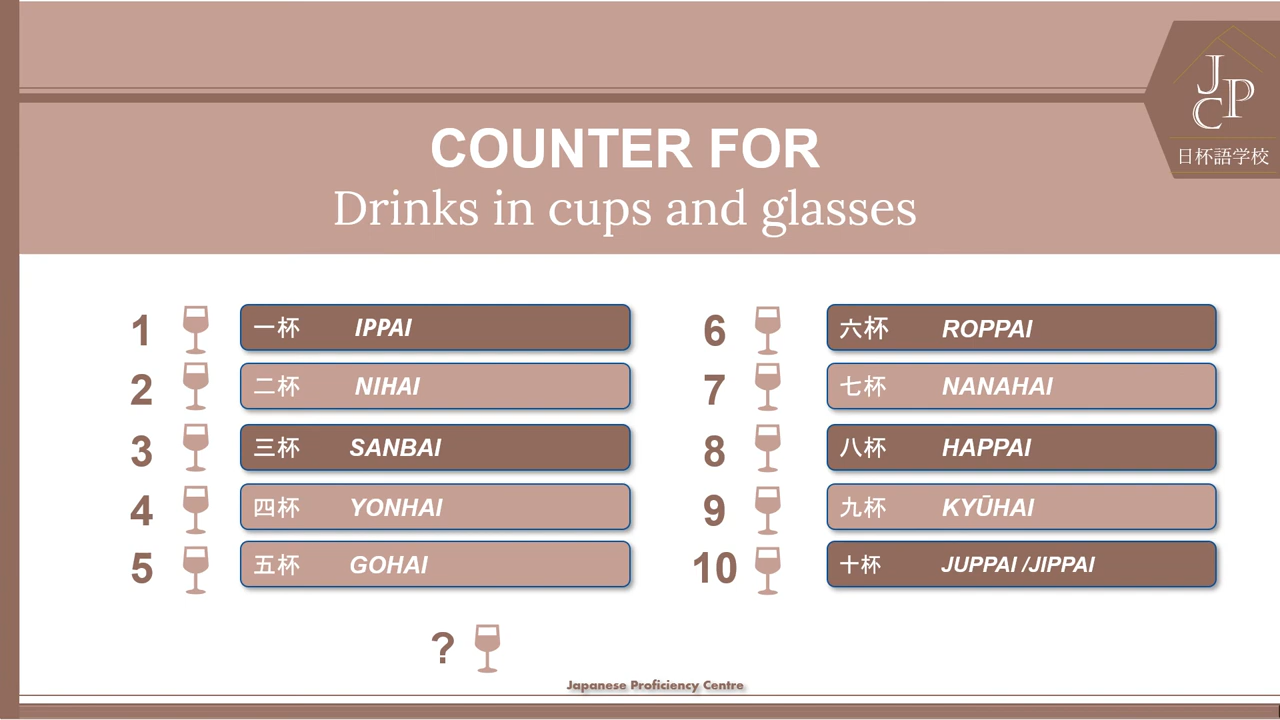 J
P
C
日杯語学校
COUNTER FOR
Drinks in cups and glasses
1 一杯 IPPAI
2 二杯 NIHAI
3 三杯 SANBAI
4 四杯 YONHAI
5 五杯 GOHAI
6 六杯 ROPPAI
7 七杯 NANAHAI
8 八杯 HAPPAI
9 九杯 KYŪHAI
10 十杯 JUPPAI /JIPPAI
?
Japanese Proficiency Centre